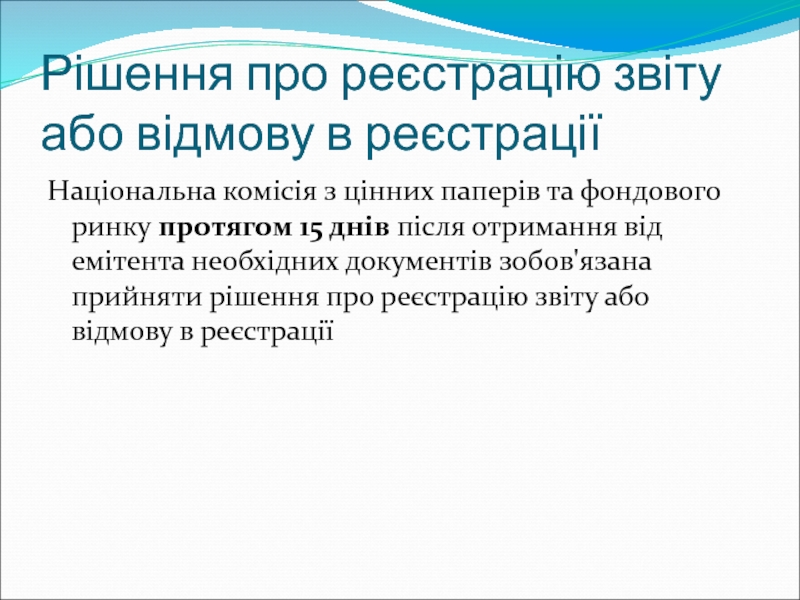 Рішення про реєстрацію звіту
або відмову в реєстрації
Національна комісія з цінних паперів та фондового
ринку протягом 15 днів після отримання від
емітента необхідних документів зобов'язана
прийняти рішення про реєстрацію звіту або
відмову в реєстрації